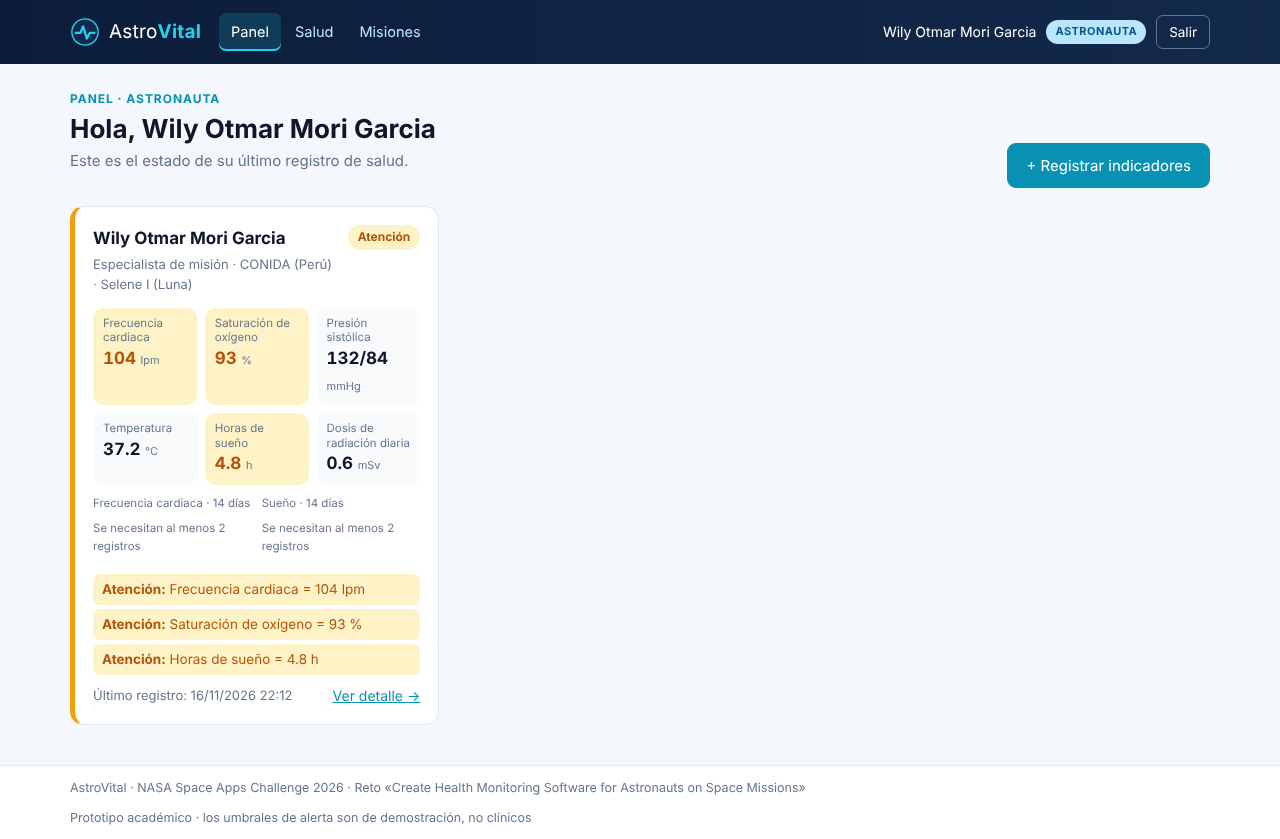 AstroVital
Panel
Salud
Misiones
Wily Otmar Mori Garcia
ASTRONAUTA
Salir
PANEL · ASTRONAUTA
Hola, Wily Otmar Mori Garcia
Este es el estado de su último registro de salud.
+ Registrar indicadores
Wily Otmar Mori Garcia
Atención
Especialista de misión · CONIDA (Perú)
· Selene I (Luna)
Frecuencia
cardiaca
104 lpm
Saturación de
oxígeno
93 %
Presión
sistólica
132/84
mmHg
Temperatura
37.2 °C
Horas de
sueño
4.8 h
Dosis de
radiación diaria
0.6 mSv
Frecuencia cardiaca · 14 días
Se necesitan al menos 2
registros
Sueño · 14 días
Se necesitan al menos 2
registros
Atención: Frecuencia cardiaca = 104 lpm
Atención: Saturación de oxígeno = 93 %
Atención: Horas de sueño = 4.8 h
Último registro: 16/11/2026 22:12
Ver detalle →
AstroVital · NASA Space Apps Challenge 2026 · Reto «Create Health Monitoring Software for Astronauts on Space Missions»
Prototipo académico · los umbrales de alerta son de demostración, no clínicos